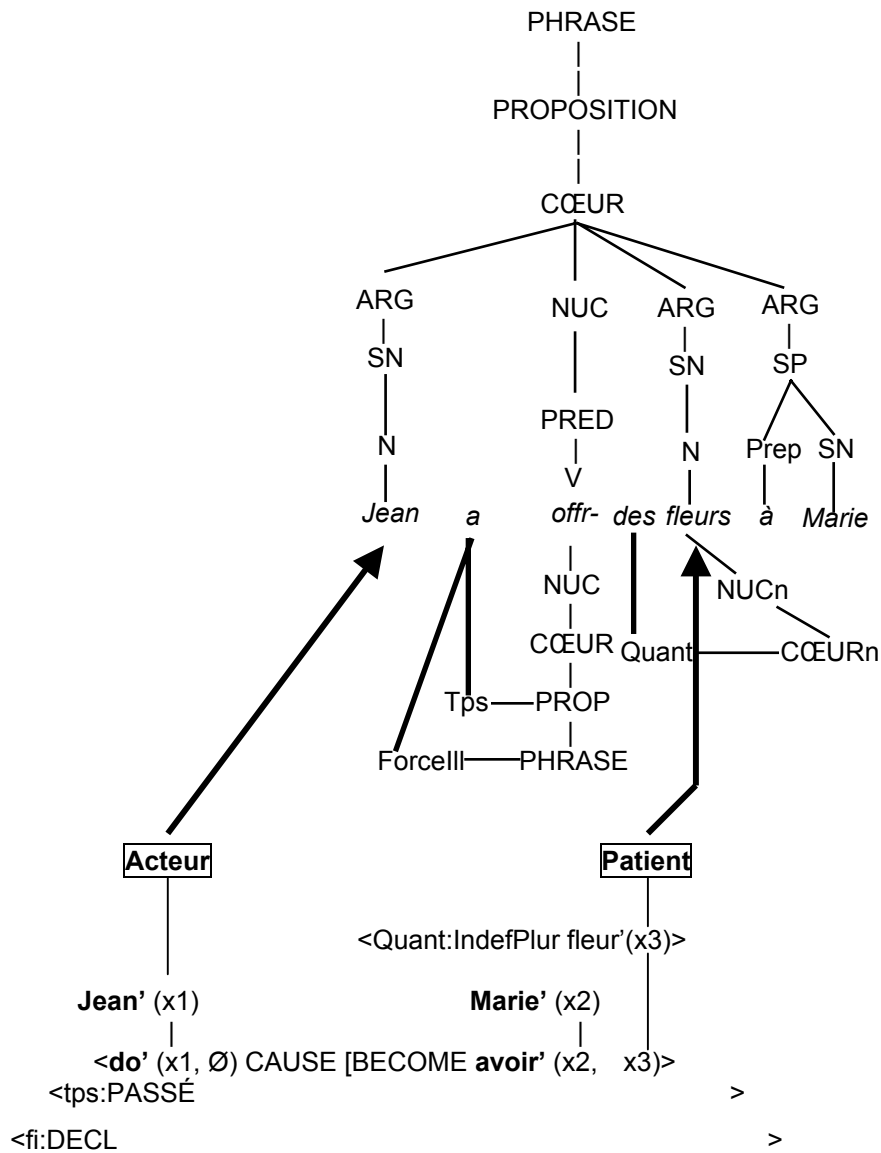 PHRASE
PROPOSITION
CŒUR
ARG NUC ARG ARG
SN SN SP
PRED
N N Prep SN
V
Jean a offr- des fleurs à Marie
NUC NUCn
CŒUR Quant CŒURn
Tps PROP
ForceIll PHRASE
Acteur Patient
<Quant:IndefPlur fleur’(x3)>
Jean’ (x1) Marie’ (x2)
<do’ (x1, Ø) CAUSE [BECOME avoir’ (x2, x3)>
<tps:PASSÉ >
<fi:DECL >